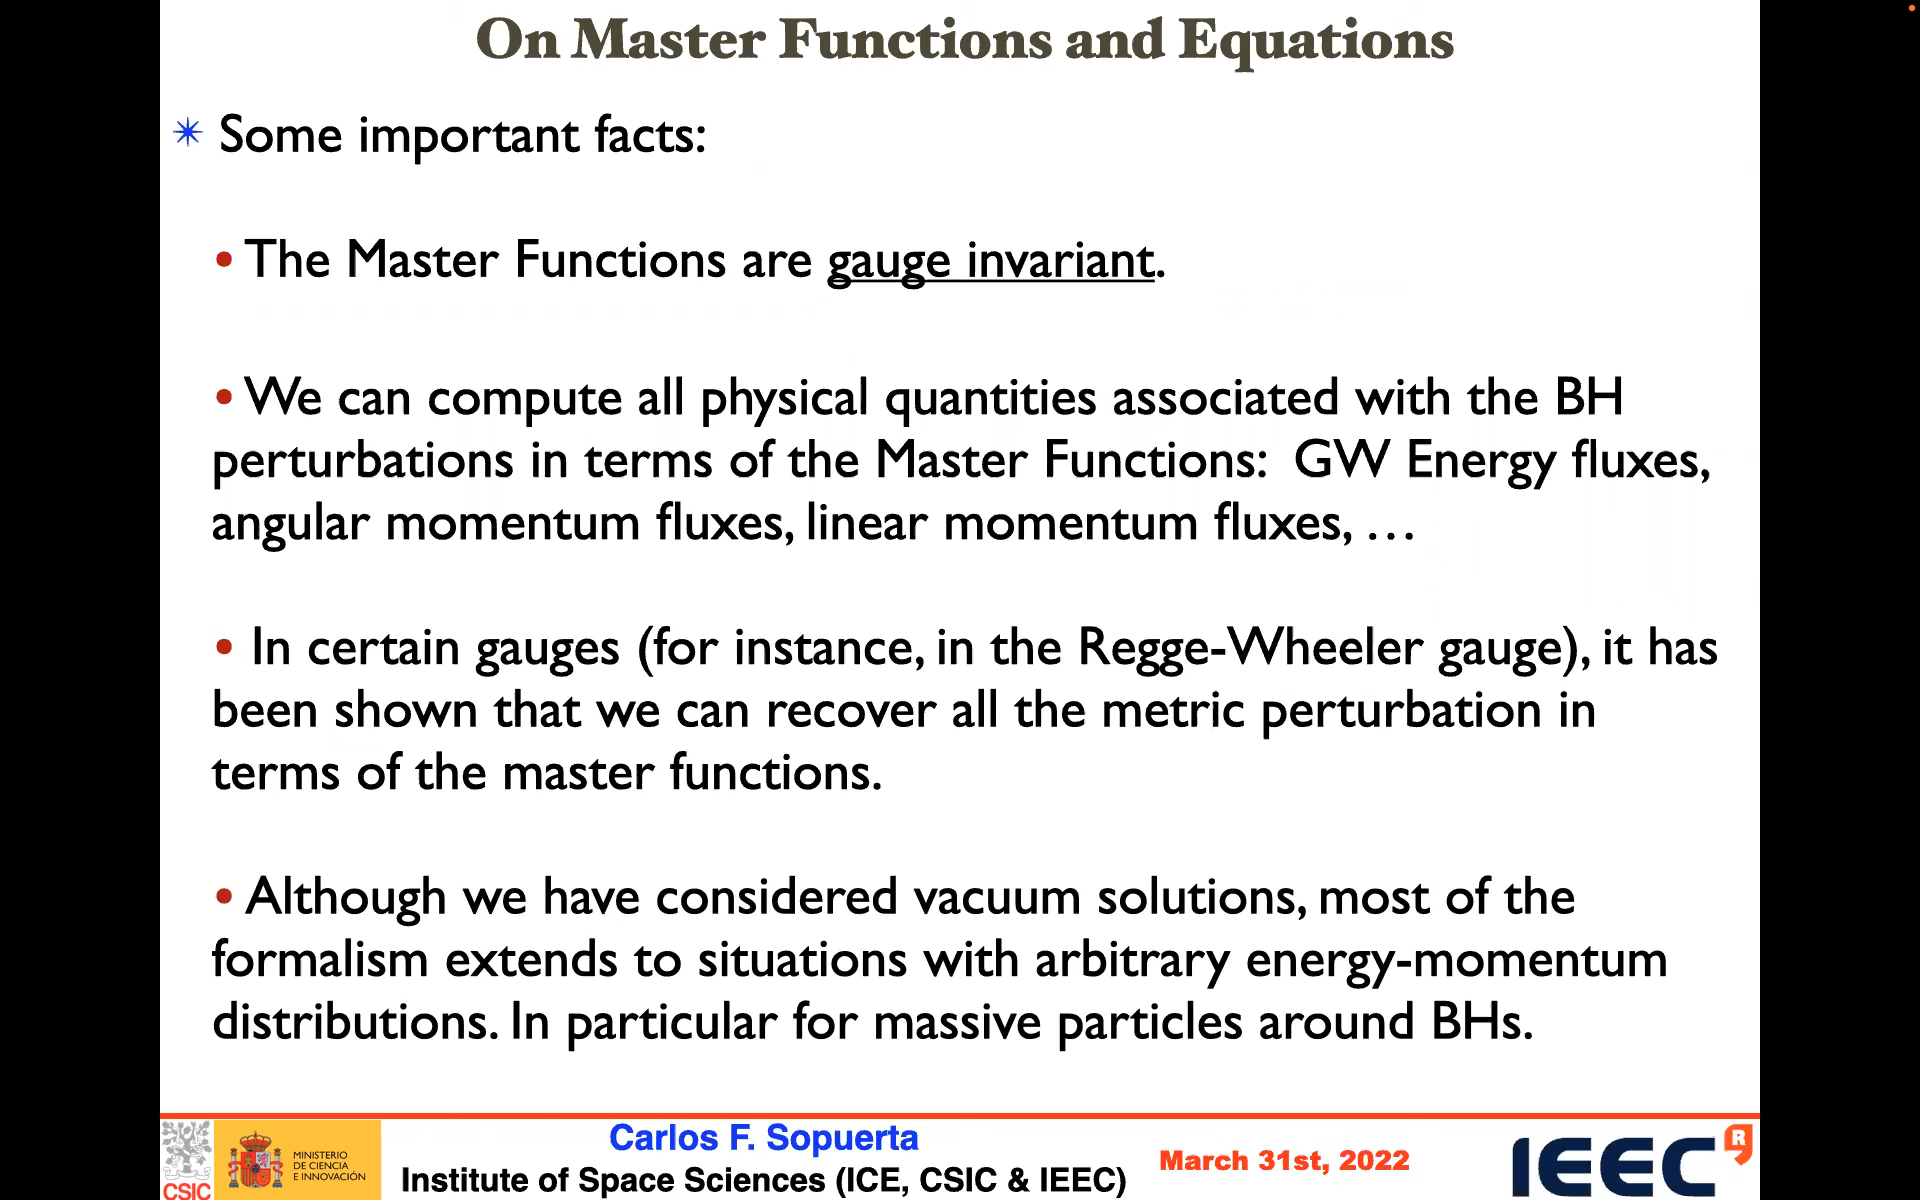 On Master Functions and Equations
Some important facts:
• The Master Functions are gauge invariant.
• We can compute all physical quantities associated with the BH
perturbations in terms of the Master Functions:  GW Energy fluxes,
angular momentum fluxes, linear momentum fluxes, …
• In certain gauges (for instance, in the Regge-Wheeler gauge), it has
been shown that we can recover all the metric perturbation in
terms of the master functions.
• Although we have considered vacuum solutions, most of the
formalism extends to situations with arbitrary energy-momentum
distributions. In particular for massive particles around BHs.
CSIC
MINISTERIO
DE CIENCIA
E INNOVACIÓN
Carlos F. Sopuerta
Institute of Space Sciences (ICE, CSIC & IEEC)
March 31st, 2022
IEEC
R